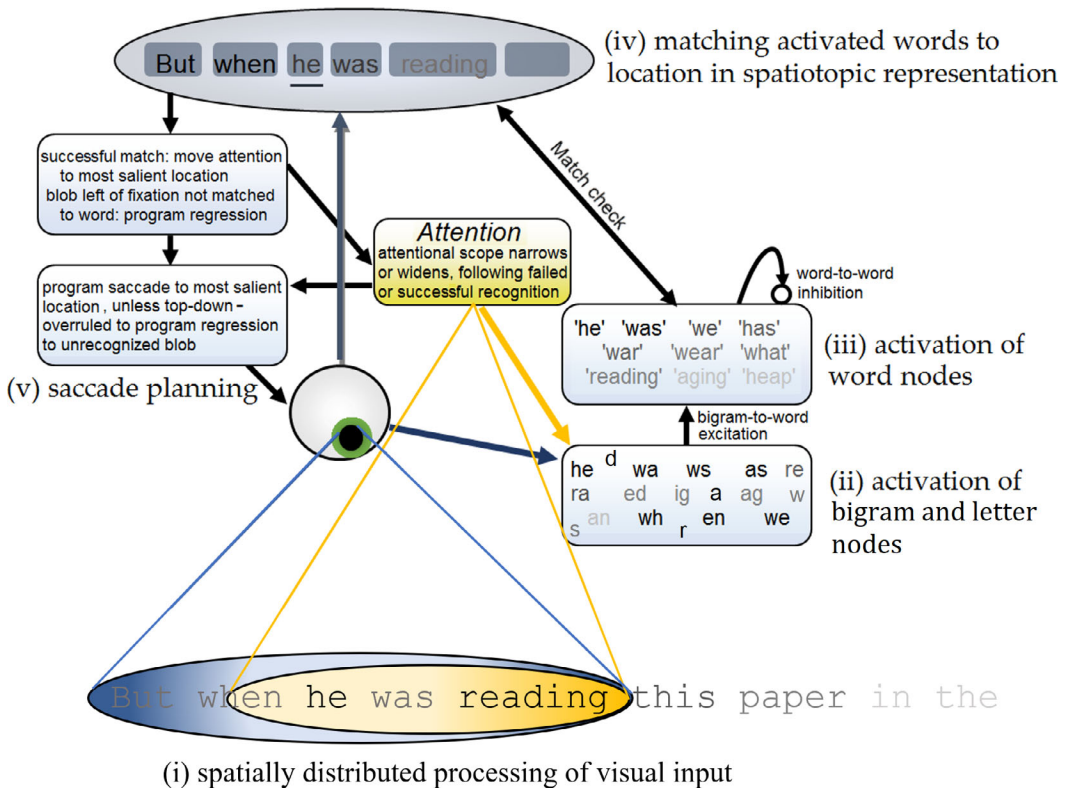 But when he was reading
(iv) matching activated words to
location in spatiotopic representation
successful match: move attention
to most salient location
blob left of fixation not matched
to word: program regression
Match check
Attention
attentional scope narrows
or widens, following failed
or successful recognition
program saccade to most salient
location, unless top-down-
overruled to program regression
to unrecognized blob
word-to-word
inhibition
'he' 'was' 'we' 'has'
'war' 'wear' 'what'
'reading' 'aging' 'heap'
(iii) activation of
word nodes
(v) saccade planning
bigram-to-word
excitation
he d wa ws as re
ra ed ig a ag w
s an wh r en we
(ii) activation of
bigram and letter
nodes
But when he was reading this paper in the
(i) spatially distributed processing of visual input